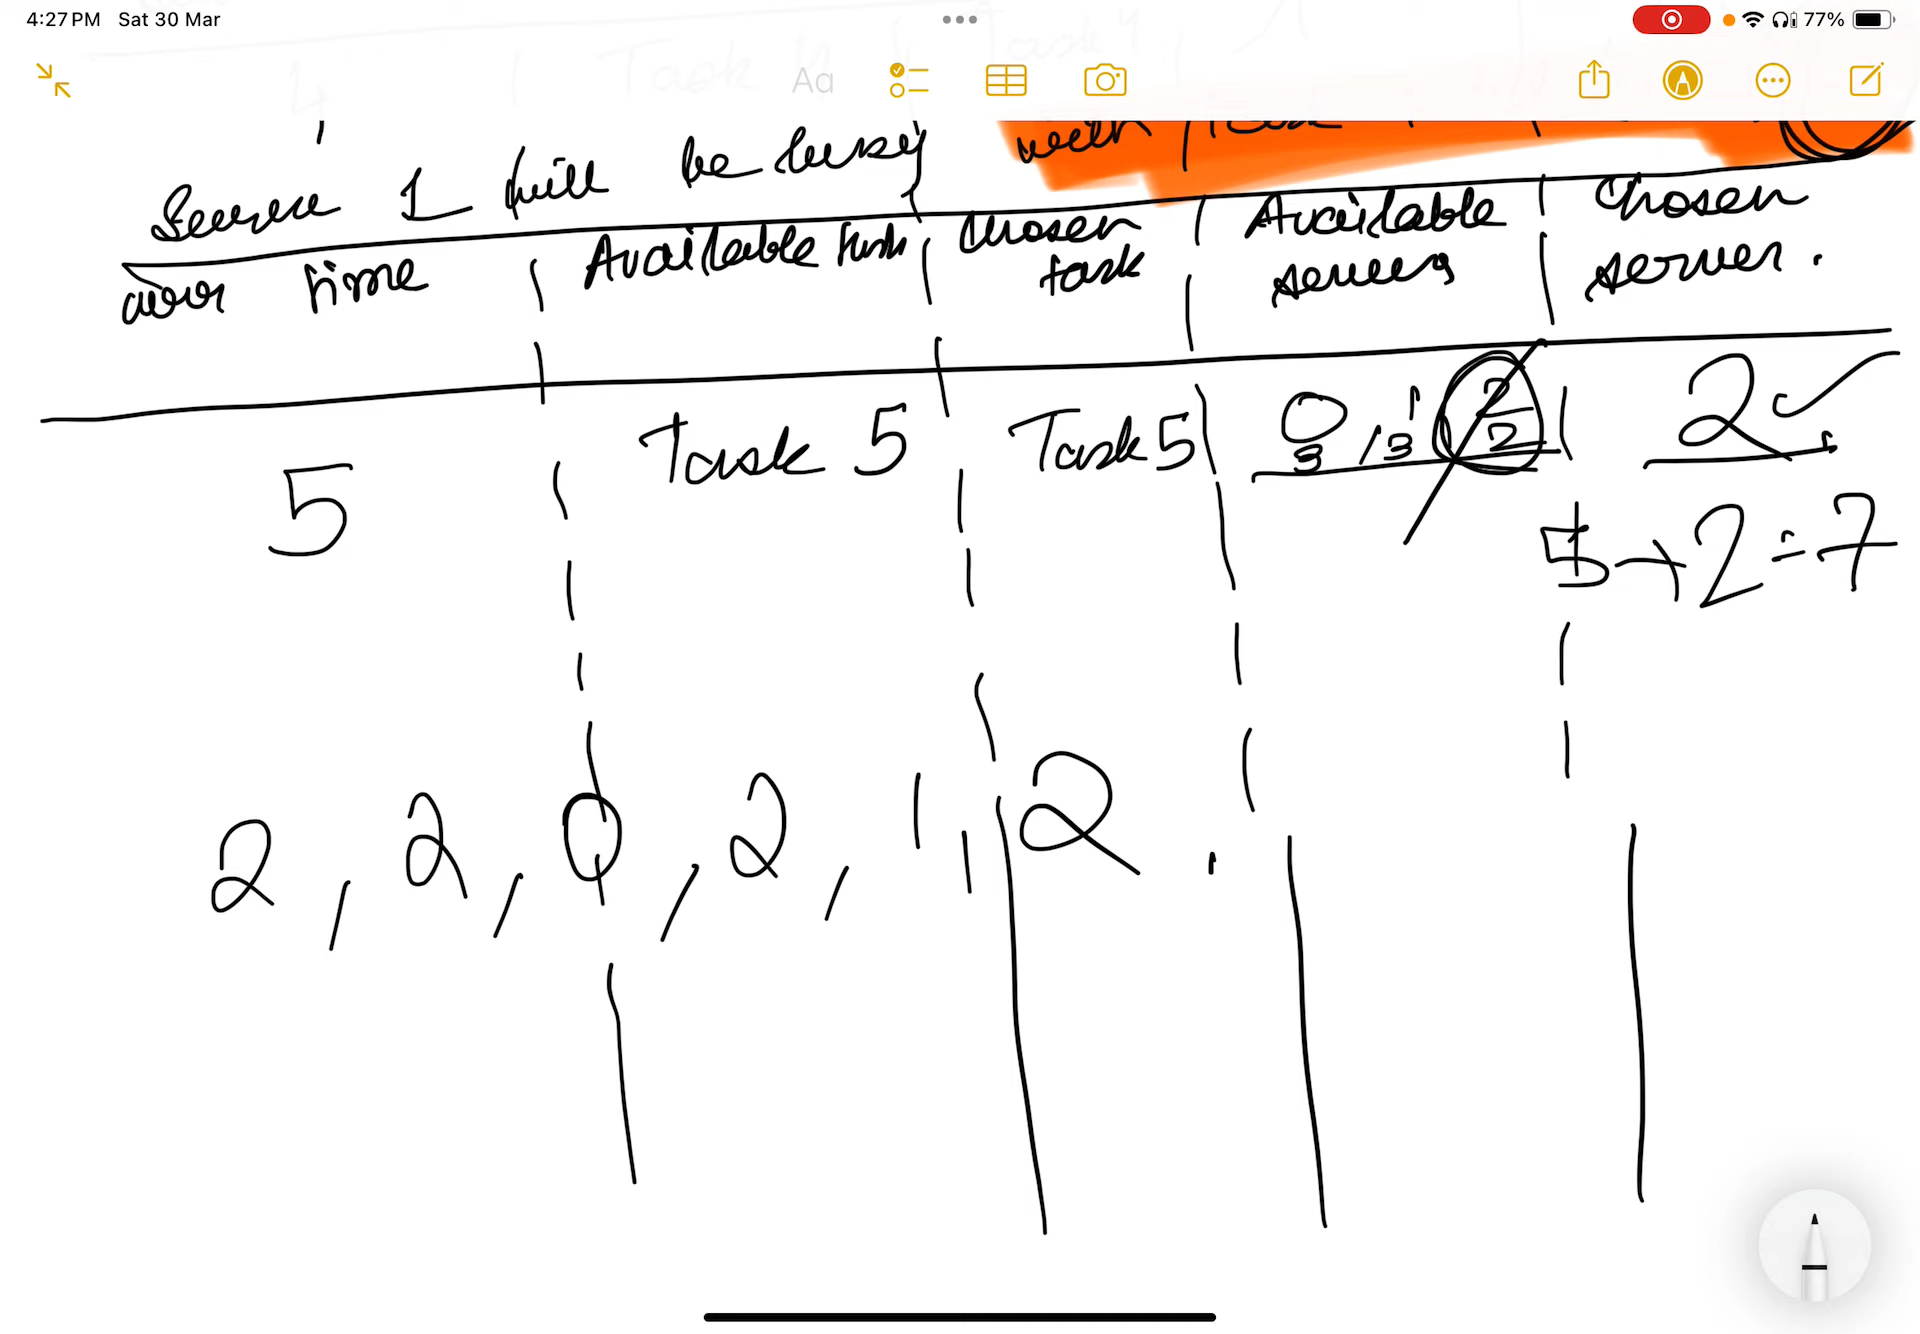 4:27 PM Sat 30 Mar
77%
Aa
Server 1 will be busy with Task
time Available Chosen task Available servers Chosen server.
5 Task 5 Task 5 0/3, 1/3 2/2 2
5+2=7
2, 2, 0, 2, 1, 2.